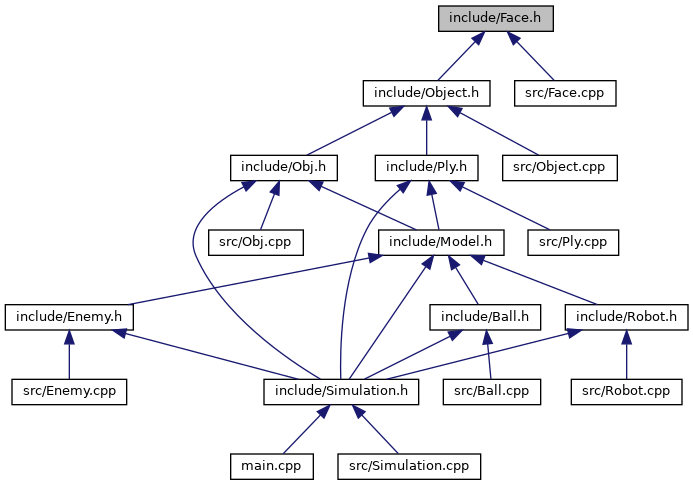 include/Face.h
include/Object.h
src/Face.cpp
include/Obj.h
include/Ply.h
src/Object.cpp
src/Obj.cpp
include/Model.h
src/Ply.cpp
include/Enemy.h
include/Ball.h
include/Robot.h
src/Enemy.cpp
include/Simulation.h
src/Ball.cpp
src/Robot.cpp
main.cpp
src/Simulation.cpp